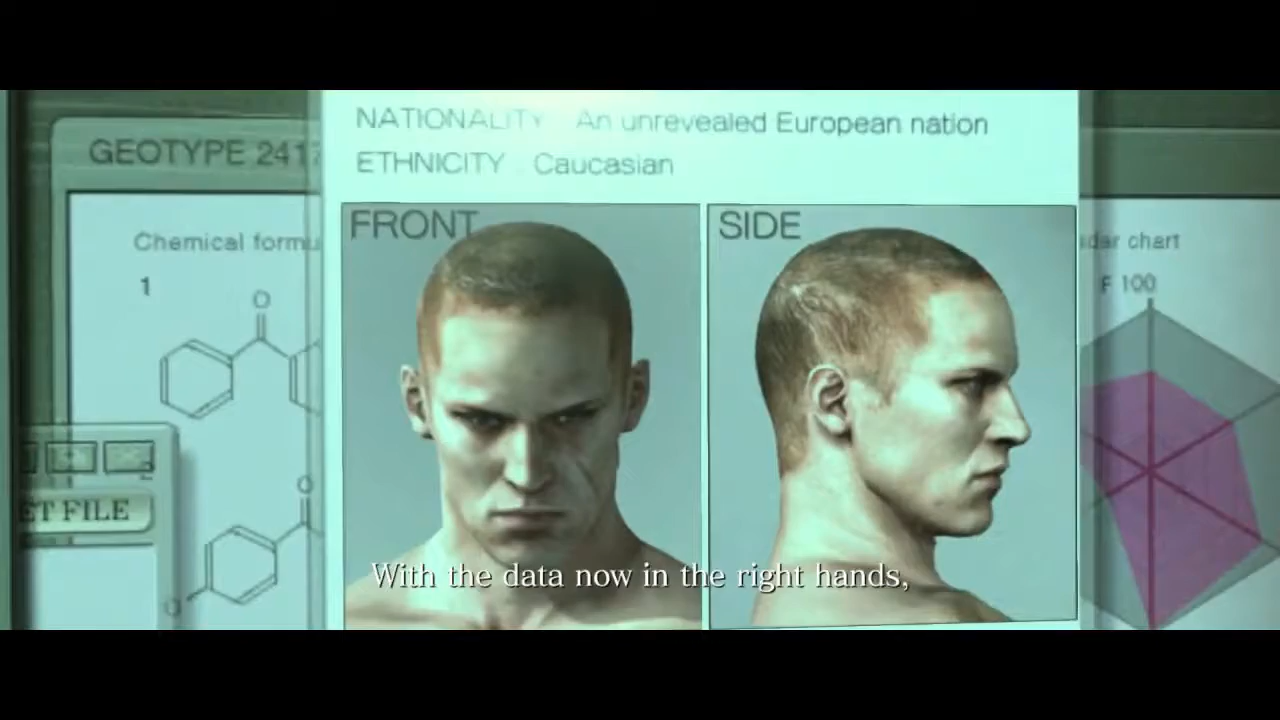 NATIONALITY An unrevealed European nation
ETHNICITY Caucasian
GEOTYPE 2417
FRONT
SIDE
Chemical formu
dar chart
1
F 100
O
ET FILE
O
With the data now in the right hands,
O